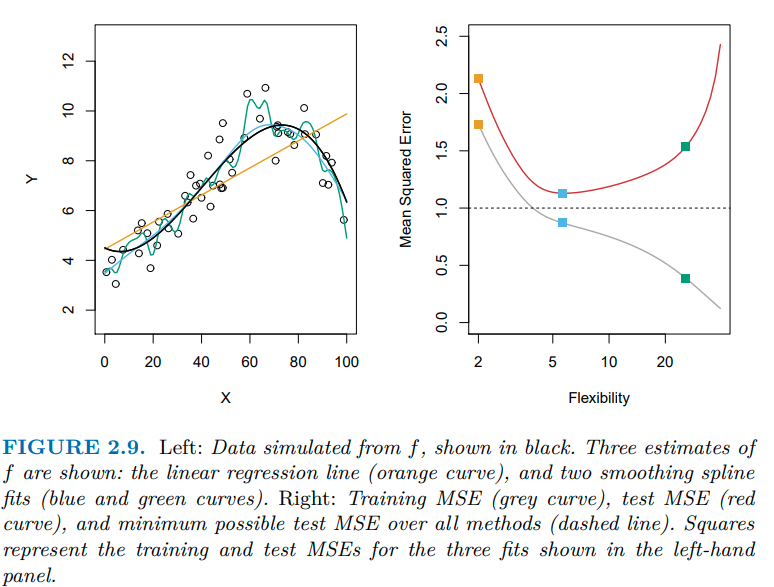 12
10
8
6
4
2
Y
0 20 40 60 80 100
X
2.5
2.0
1.5
1.0
0.5
0.0
Mean Squared Error
2 5 10 20
Flexibility
FIGURE 2.9. Left: Data simulated from f, shown in black. Three estimates of
f are shown: the linear regression line (orange curve), and two smoothing spline
fits (blue and green curves). Right: Training MSE (grey curve), test MSE (red
curve), and minimum possible test MSE over all methods (dashed line). Squares
represent the training and test MSEs for the three fits shown in the left-hand
panel.